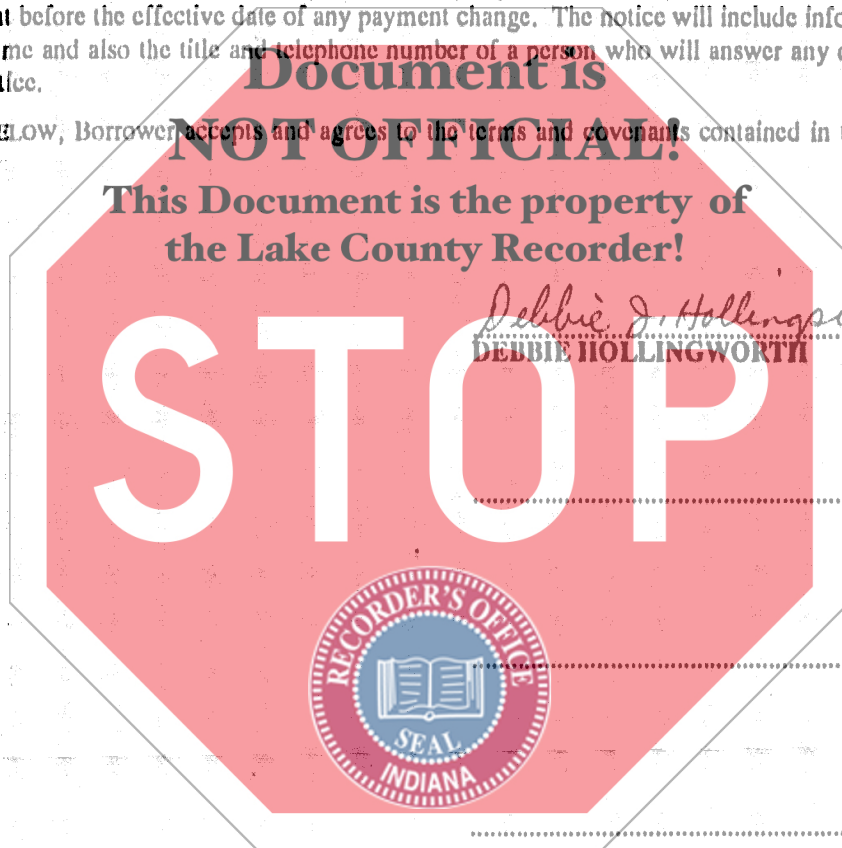 before the effective date of any payment change. The notice will include info
me and also the title and telephone number of a person who will answer any
Document is
LOW, Borrower accepts and agrees to the terms and covenants contained in
NOT OFFICIAL!
This Document is the property of
the Lake County Recorder!
Debbie J. Hollingsw
DEBBIE HOLLINGWORTH
STOP
RECORDER'S OFFICE
SEAL
INDIANA